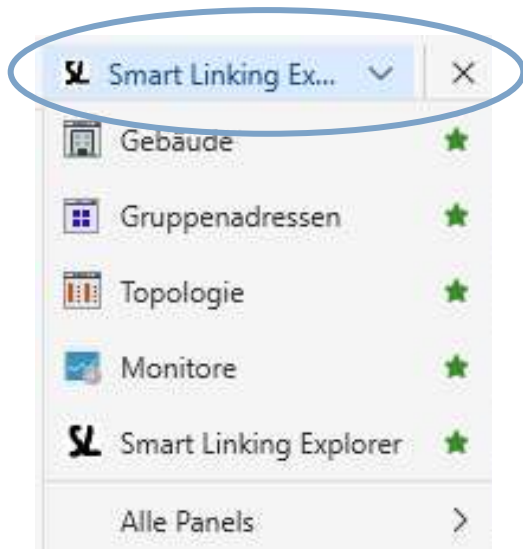 SL Smart Linking Ex...
Gebäude
Gruppenadressen
Topologie
Monitore
SL Smart Linking Explorer
Alle Panels